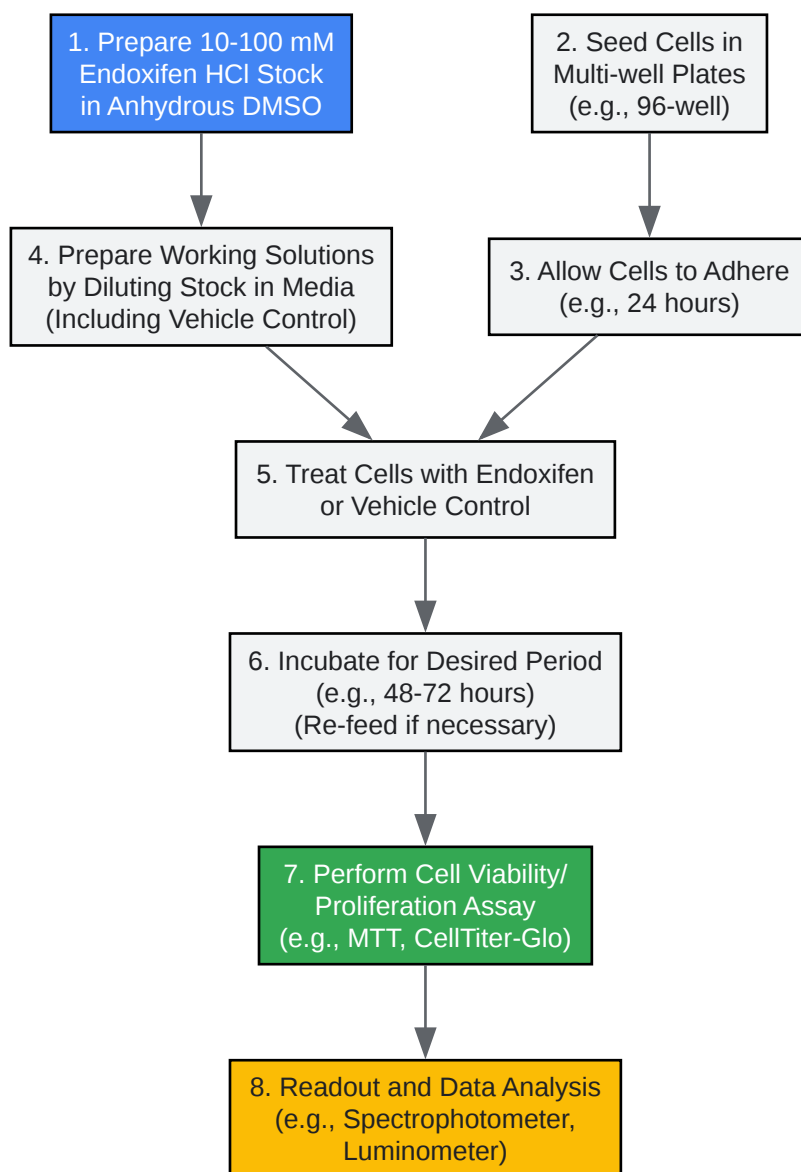 1. Prepare 10-100 mM
Endoxifen HCl Stock
in Anhydrous DMSO
2. Seed Cells in
Multi-well Plates
(e.g., 96-well)
4. Prepare Working Solutions
by Diluting Stock in Media
(Including Vehicle Control)
3. Allow Cells to Adhere
(e.g., 24 hours)
5. Treat Cells with Endoxifen
or Vehicle Control
6. Incubate for Desired Period
(e.g., 48-72 hours)
(Re-feed if necessary)
7. Perform Cell Viability/
Proliferation Assay
(e.g., MTT, CellTiter-Glo)
8. Readout and Data Analysis
(e.g., Spectrophotometer,
Luminometer)